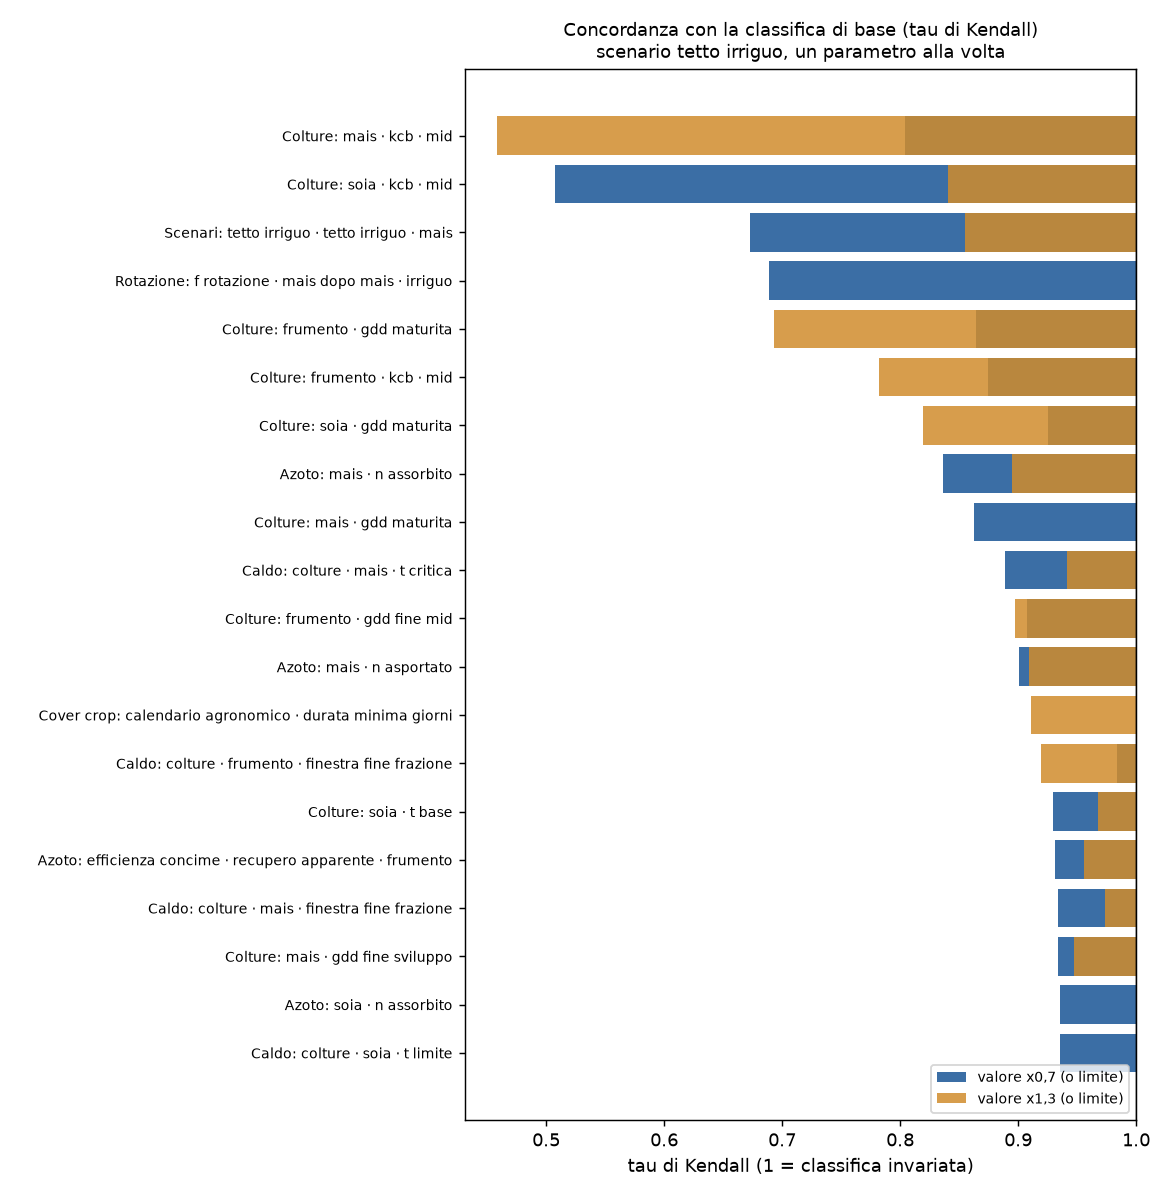 Concordanza con la classifica di base (tau di Kendall)
scenario tetto irriguo, un parametro alla volta
Colture: mais · kcb · mid
Colture: soia · kcb · mid
Scenari: tetto irriguo · tetto irriguo · mais
Rotazione: f rotazione · mais dopo mais · irriguo
Colture: frumento · gdd maturita
Colture: frumento · kcb · mid
Colture: soia · gdd maturita
Azoto: mais · n assorbito
Colture: mais · gdd maturita
Caldo: colture · mais · t critica
Colture: frumento · gdd fine mid
Azoto: mais · n asportato
Cover crop: calendario agronomico · durata minima giorni
Caldo: colture · frumento · finestra fine frazione
Colture: soia · t base
Azoto: efficienza concime · recupero apparente · frumento
Caldo: colture · mais · finestra fine frazione
Colture: mais · gdd fine sviluppo
Azoto: soia · n assorbito
Caldo: colture · soia · t limite
valore x0,7 (o limite)
valore x1,3 (o limite)
0.5 0.6 0.7 0.8 0.9 1.0
tau di Kendall (1 = classifica invariata)